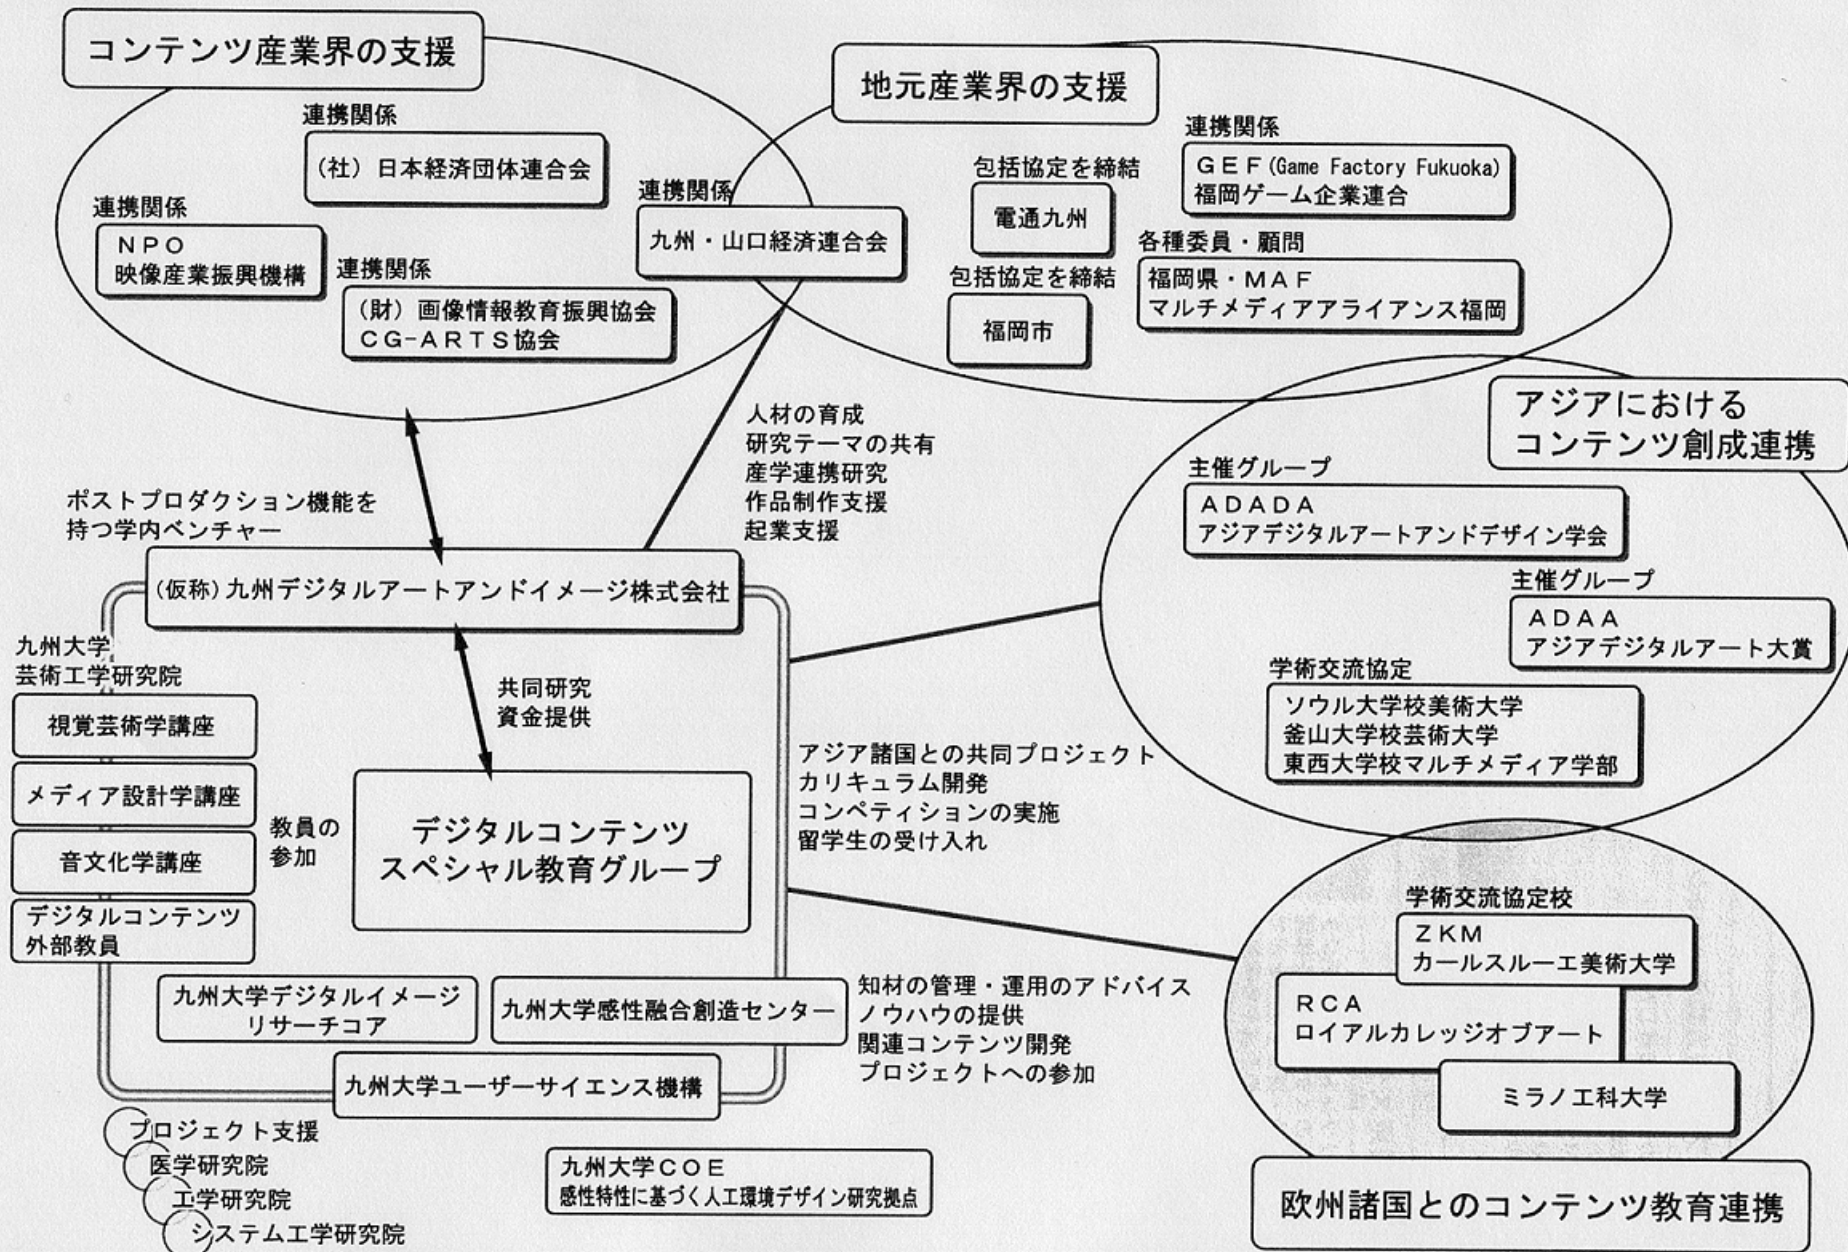 コンテンツ産業界の支援
連携関係
(社) 日本経済団体連合会
連携関係
NPO
映像産業振興機構
連携関係
(財) 画像情報教育振興協会
CG-ARTS協会
連携関係
九州・山口経済連合会
地元産業界の支援
包括協定を締結
電通九州
包括協定を締結
福岡市
連携関係
GEF(Game Factory Fukuoka)
福岡ゲーム企業連合
各種委員・顧問
福岡県・MAF
マルチメディアアライアンス福岡
人材の育成
研究テーマの共有
産学連携研究
作品制作支援
起業支援
アジアにおける
コンテンツ創成連携
主催グループ
ADADA
アジアデジタルアートアンドデザイン学会
主催グループ
ADAA
アジアデジタルアート大賞
学術交流協定
ソウル大学校美術大学
釜山大学校芸術大学
東西大学校マルチメディア学部
ポストプロダクション機能を
持つ学内ベンチャー
(仮称)九州デジタルアートアンドイメージ株式会社
九州大学
芸術工学研究院
視覚芸術学講座
メディア設計学講座
音文化学講座
デジタルコンテンツ
外部教員
教員の
参加
共同研究
資金提供
デジタルコンテンツ
スペシャル教育グループ
アジア諸国との共同プロジェクト
カリキュラム開発
コンペティションの実施
留学生の受け入れ
九州大学デジタルイメージ
リサーチコア
九州大学感性融合創造センター
九州大学ユーザーサイエンス機構
知材の管理・運用のアドバイス
ノウハウの提供
関連コンテンツ開発
プロジェクトへの参加
学術交流協定校
ZKM
カールスルーエ美術大学
RCA
ロイアルカレッジオブアート
ミラノ工科大学
欧州諸国とのコンテンツ教育連携
プロジェクト支援
医学研究院
工学研究院
システム工学研究院
九州大学COE
感性特性に基づく人工環境デザイン研究拠点